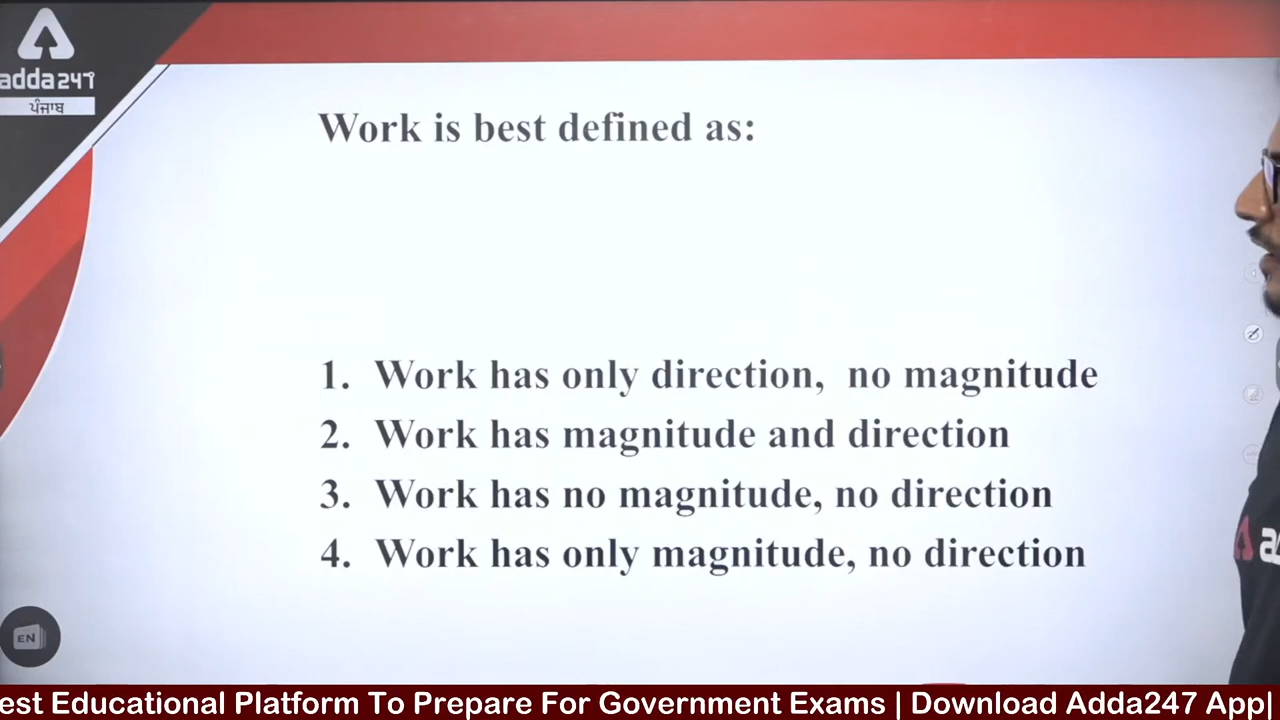 adda247
ਪੰਜਾਬ
Work is best defined as:
1. Work has only direction, no magnitude
2. Work has magnitude and direction
3. Work has no magnitude, no direction
4. Work has only magnitude, no direction
EN
est Educational Platform To Prepare For Government Exams | Download Adda247 App|